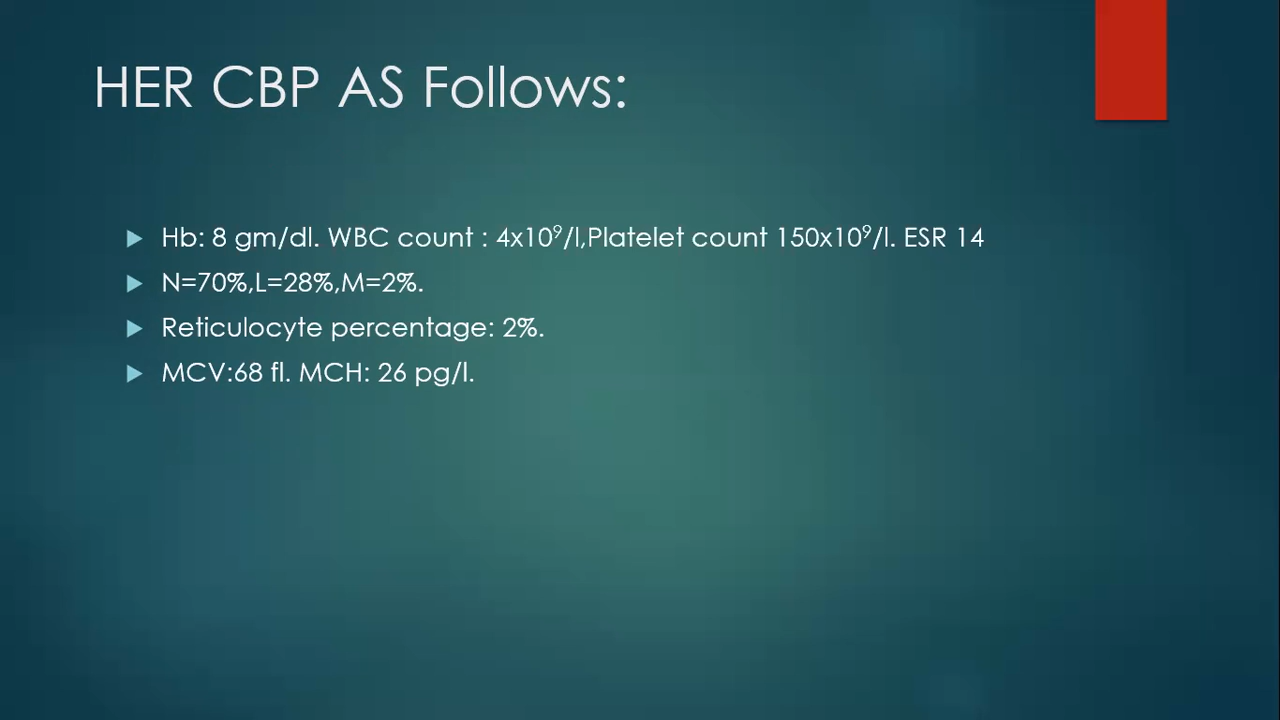 HER CBP AS Follows:
Hb: 8 gm/dl. WBC count : 4x10⁹/l,Platelet count 150x10⁹/l. ESR 14
N=70%,L=28%,M=2%.
Reticulocyte percentage: 2%.
MCV:68 fl. MCH: 26 pg/l.